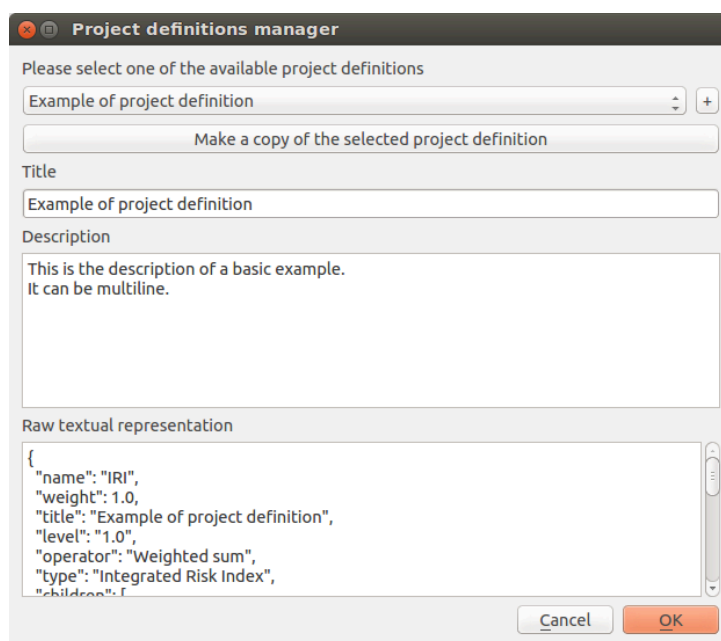 Project definitions manager
Please select one of the available project definitions
Example of project definition
+
Make a copy of the selected project definition
Title
Example of project definition
Description
This is the description of a basic example.
It can be multiline.
Raw textual representation
{
"name": "IRI",
"weight": 1.0,
"title": "Example of project definition",
"level": "1.0",
"operator": "Weighted sum",
"type": "Integrated Risk Index",
"children": [
Cancel
OK